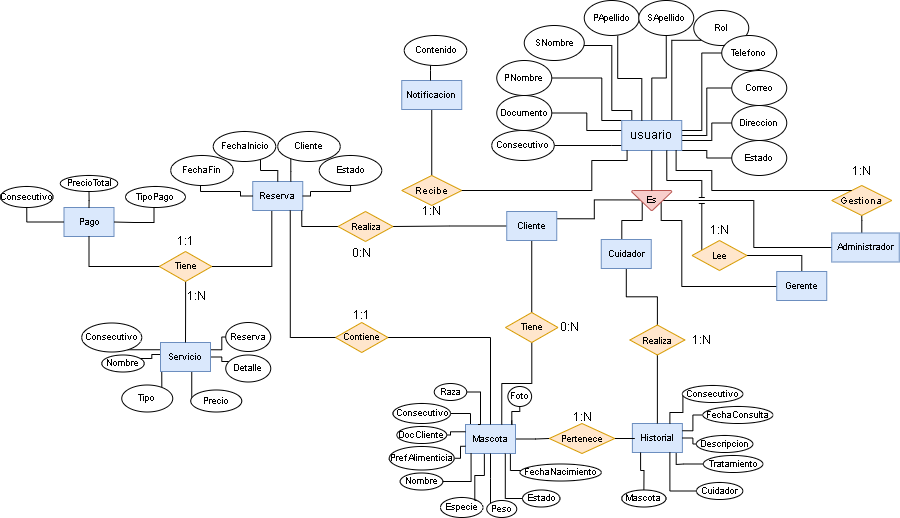 PApellido
SApellido
Rol
SNombre
Telefono
Contenido
PNombre
Correo
Notificacion
Documento
Direccion
usuario
Consecutivo
Estado
FechaInicio
Cliente
FechaFin
Estado
Reserva
Recibe
1:N
Es
1:N
Gestiona
Consecutivo
PrecioTotal
TipoPago
Pago
Realiza
0:N
Cliente
1:N
Administrador
Cuidador
Lee
Gerente
1:1
Tiene
1:N
1:1
Contiene
Tiene
0:N
Realiza
1:N
Consecutivo
Reserva
Servicio
Nombre
Detalle
Tipo
Precio
Raza
Foto
Consecutivo
DocCliente
Mascota
PrefAlimenticia
FechaNacimiento
Nombre
Estado
Especie
Peso
1:N
Pertenece
Consecutivo
FechaConsulta
Historial
Descripcion
Tratamiento
Cuidador
Mascota